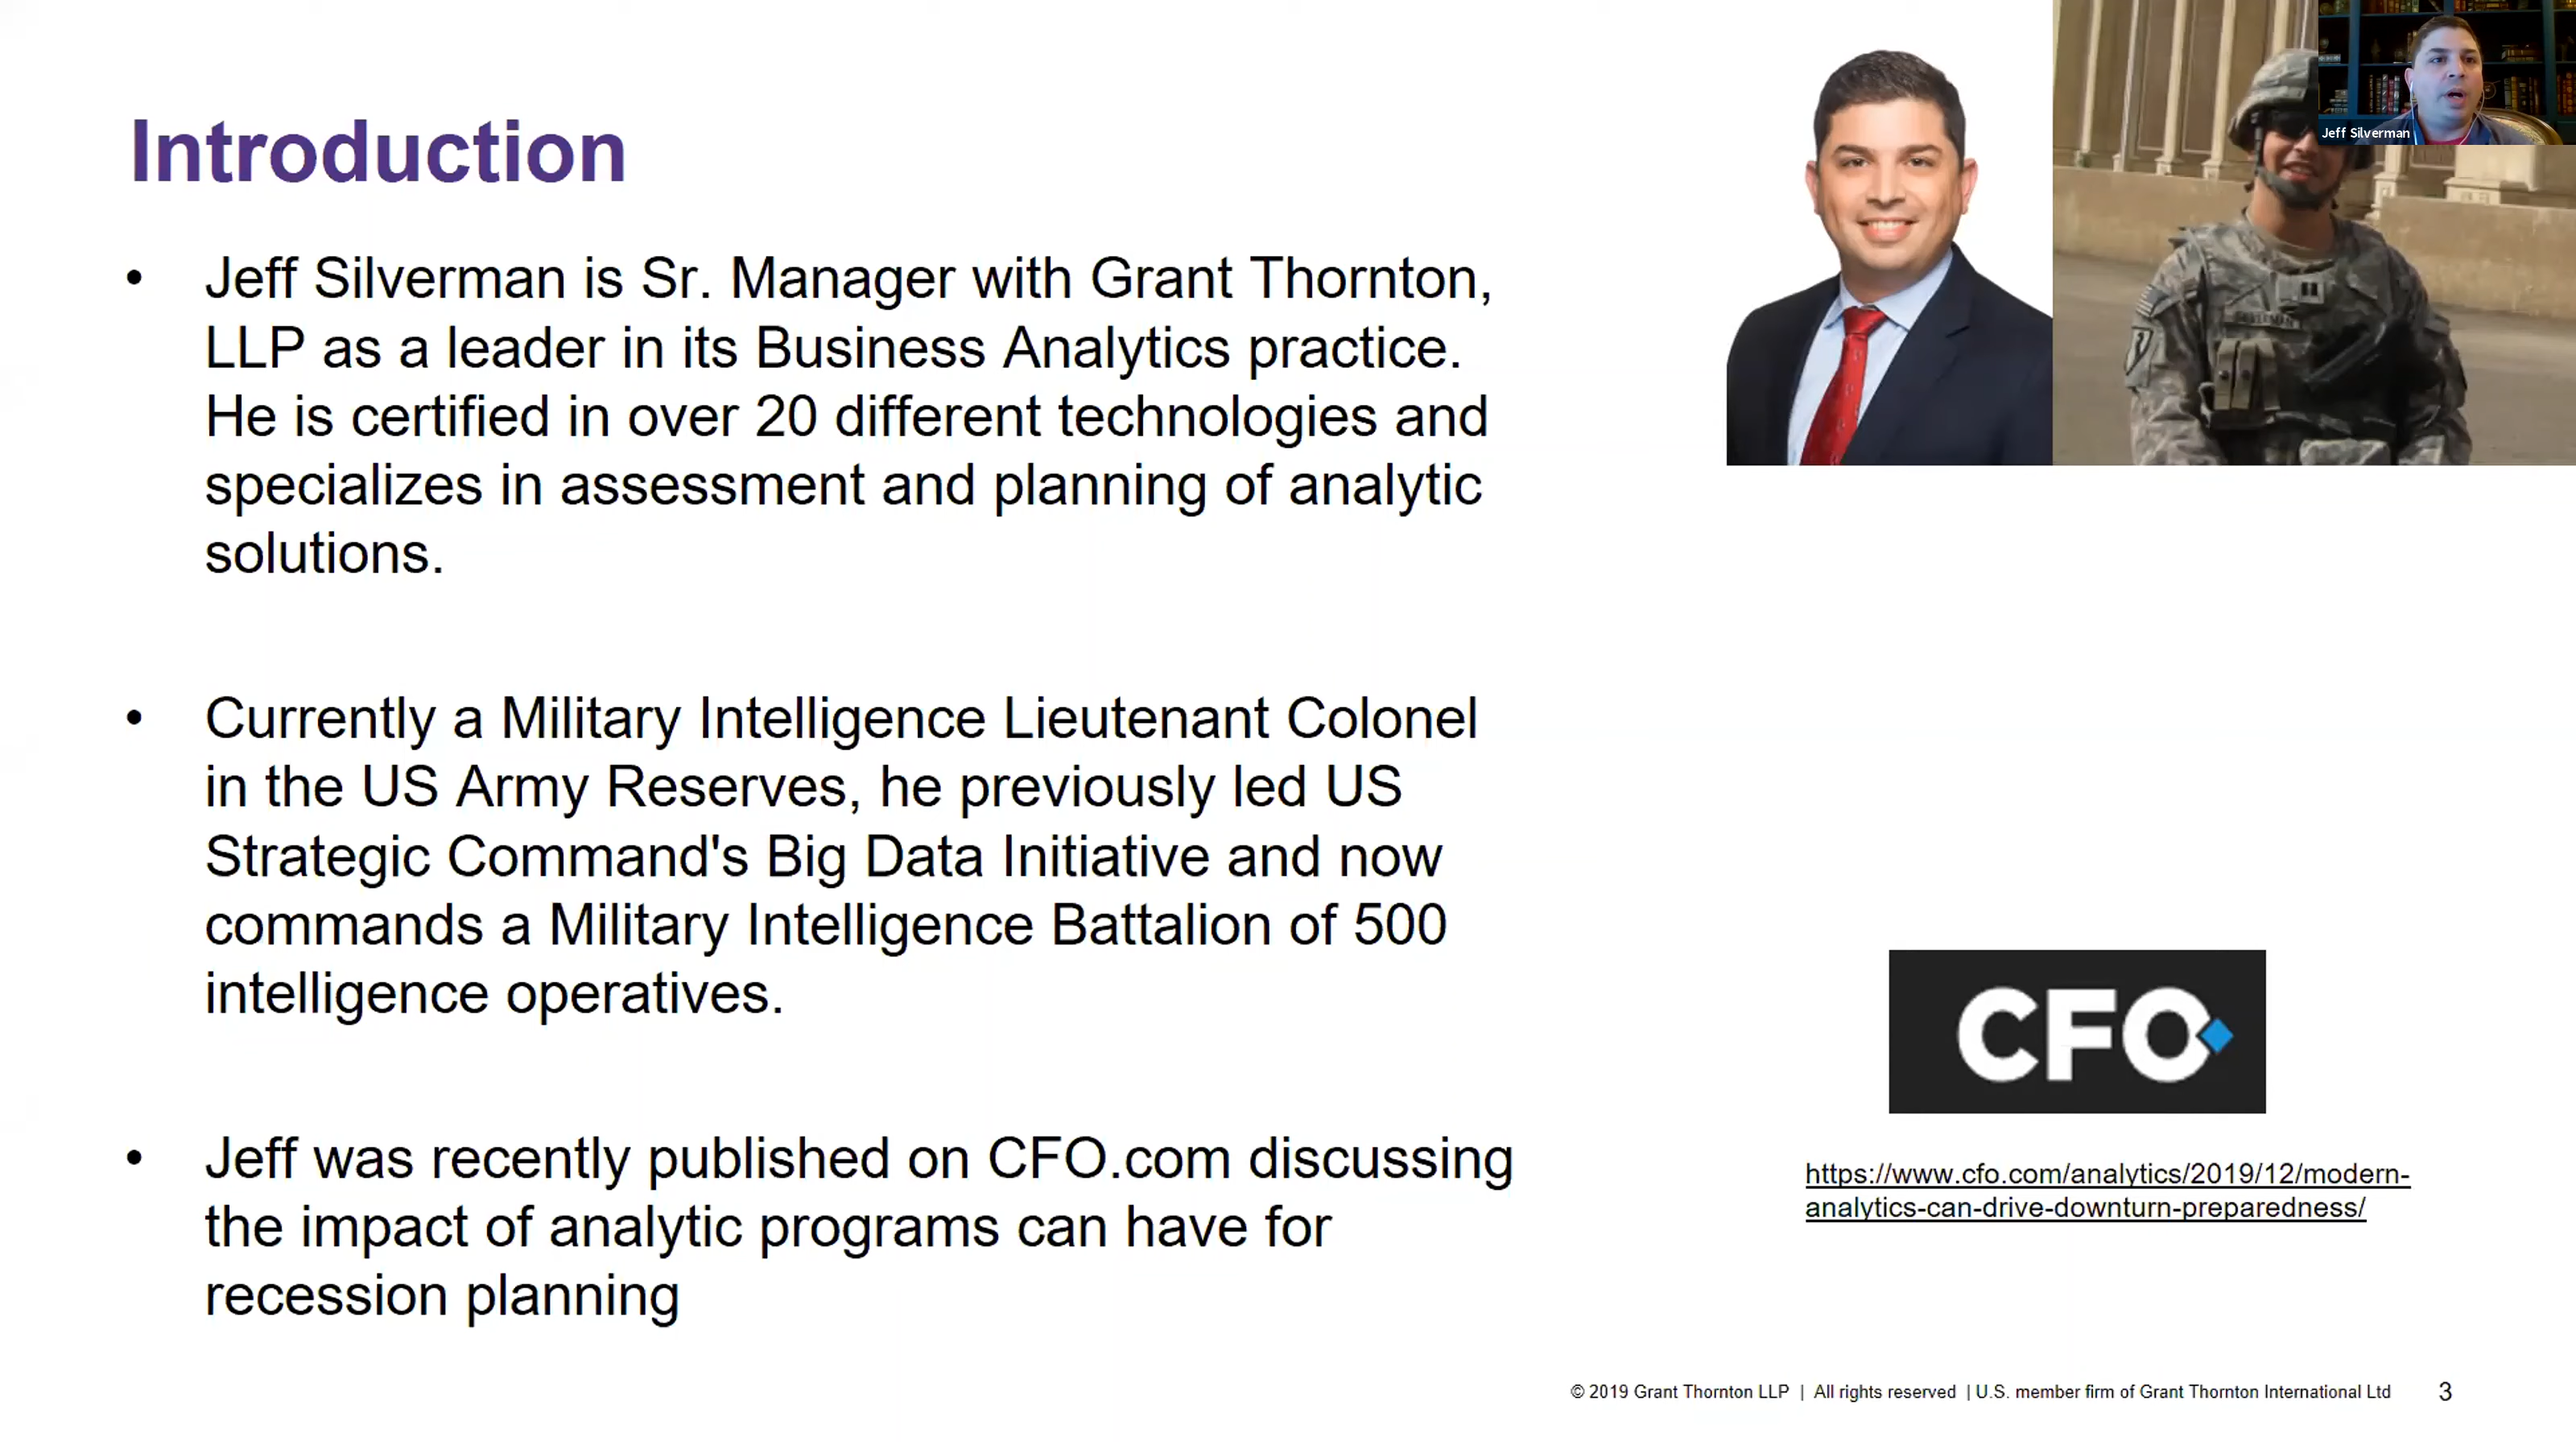 Introduction
• Jeff Silverman is Sr. Manager with Grant Thornton,
LLP as a leader in its Business Analytics practice.
He is certified in over 20 different technologies and
specializes in assessment and planning of analytic
solutions.
• Currently a Military Intelligence Lieutenant Colonel
in the US Army Reserves, he previously led US
Strategic Command's Big Data Initiative and now
commands a Military Intelligence Battalion of 500
intelligence operatives.
• Jeff was recently published on CFO.com discussing
the impact of analytic programs can have for
recession planning
Jeff Silverman
CFO
https://www.cfo.com/analytics/2019/12/modern-
analytics-can-drive-downturn-preparedness/
© 2019 Grant Thornton LLP | All rights reserved | U.S. member firm of Grant Thornton International Ltd 3